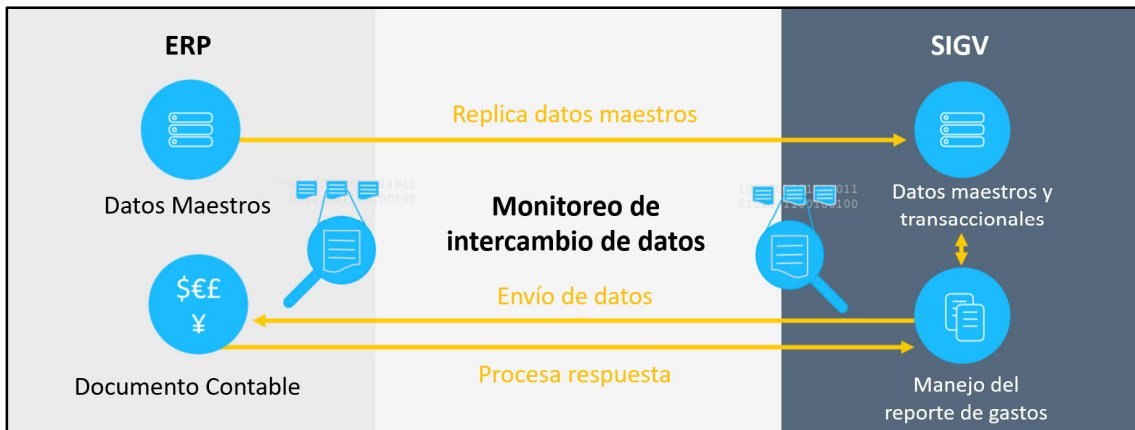 ERP
SIGV
Replica datos maestros
Datos Maestros
Datos maestros y
transaccionales
Monitoreo de
intercambio de datos
$€£
¥
Envío de datos
Documento Contable
Procesa respuesta
Manejo del
reporte de gastos